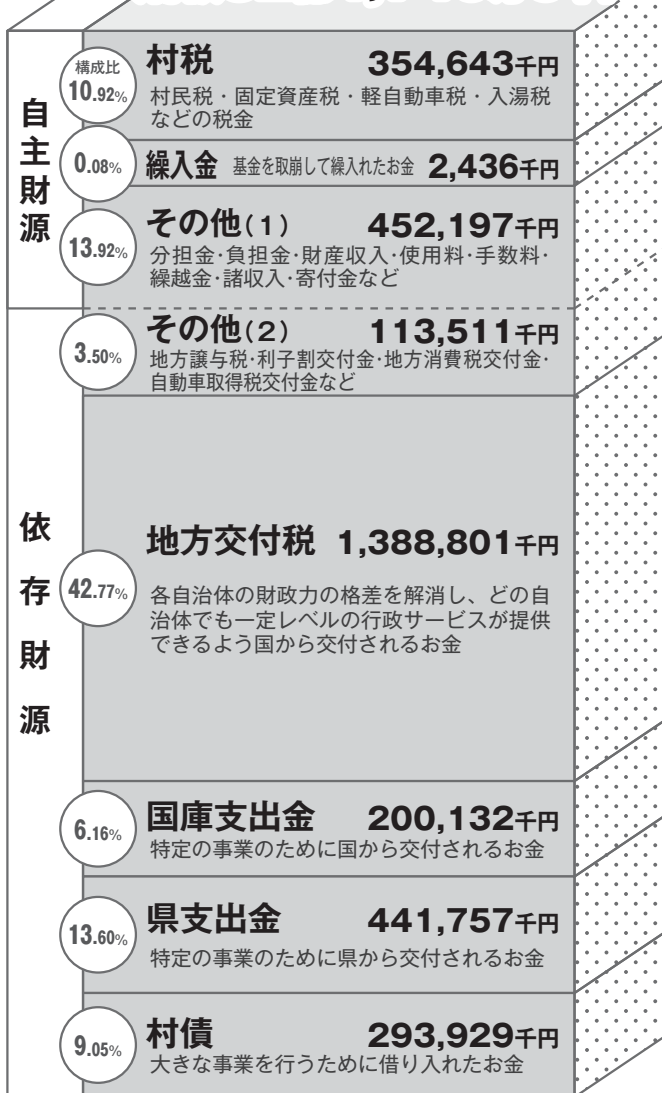 自主財源
構成比
10.92%
村税 354,643千円
村民税・固定資産税・軽自動車税・入湯税
などの税金
0.08%
繰入金 基金を取崩して繰入れたお金 2,436千円
13.92%
その他(1) 452,197千円
分担金・負担金・財産収入・使用料・手数料・
繰越金・諸収入・寄付金など
依存財源
3.50%
その他(2) 113,511千円
地方譲与税・利子割交付金・地方消費税交付金・
自動車取得税交付金など
42.77%
地方交付税 1,388,801千円
各自治体の財政力の格差を解消し、どの自
治体でも一定レベルの行政サービスが提供
できるよう国から交付されるお金
6.16%
国庫支出金 200,132千円
特定の事業のために国から交付されるお金
13.60%
県支出金 441,757千円
特定の事業のために県から交付されるお金
9.05%
村債 293,929千円
大きな事業を行うために借り入れたお金